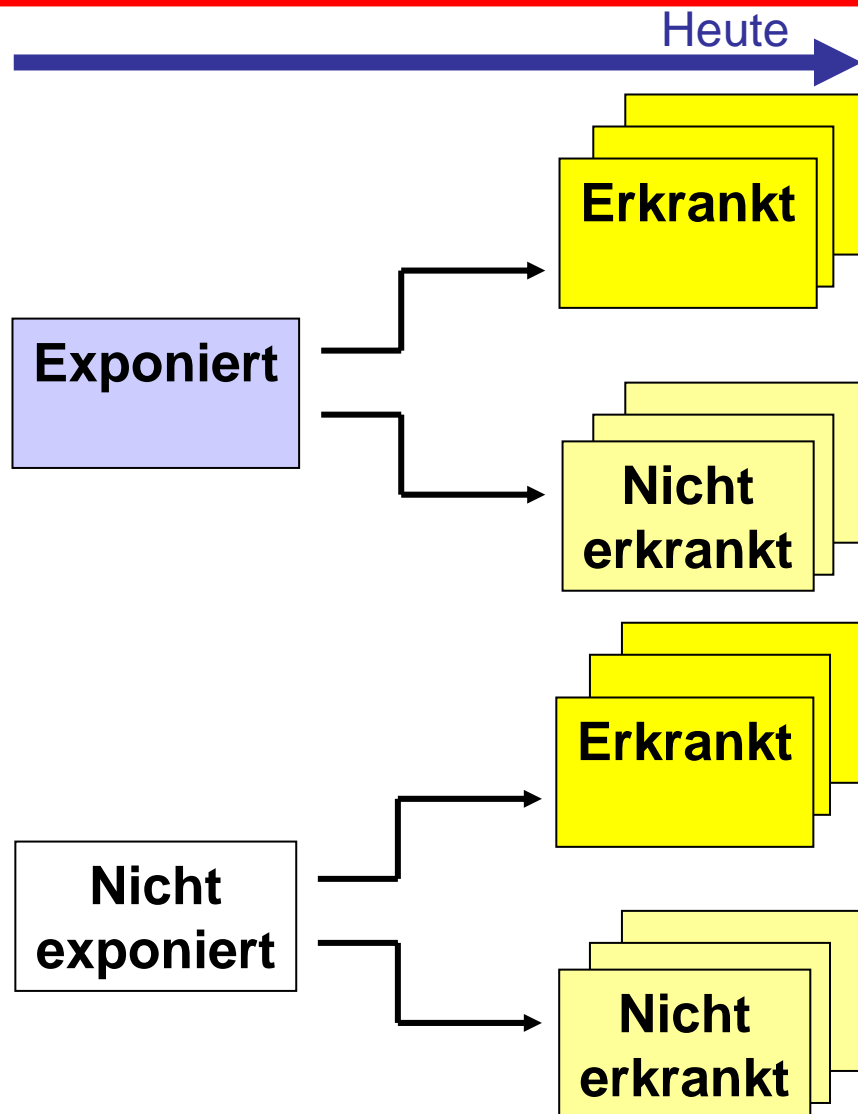 Heute
Erkrankt
Exponiert
Nicht
erkrankt
Erkrankt
Nicht
exponiert
Nicht
erkrankt